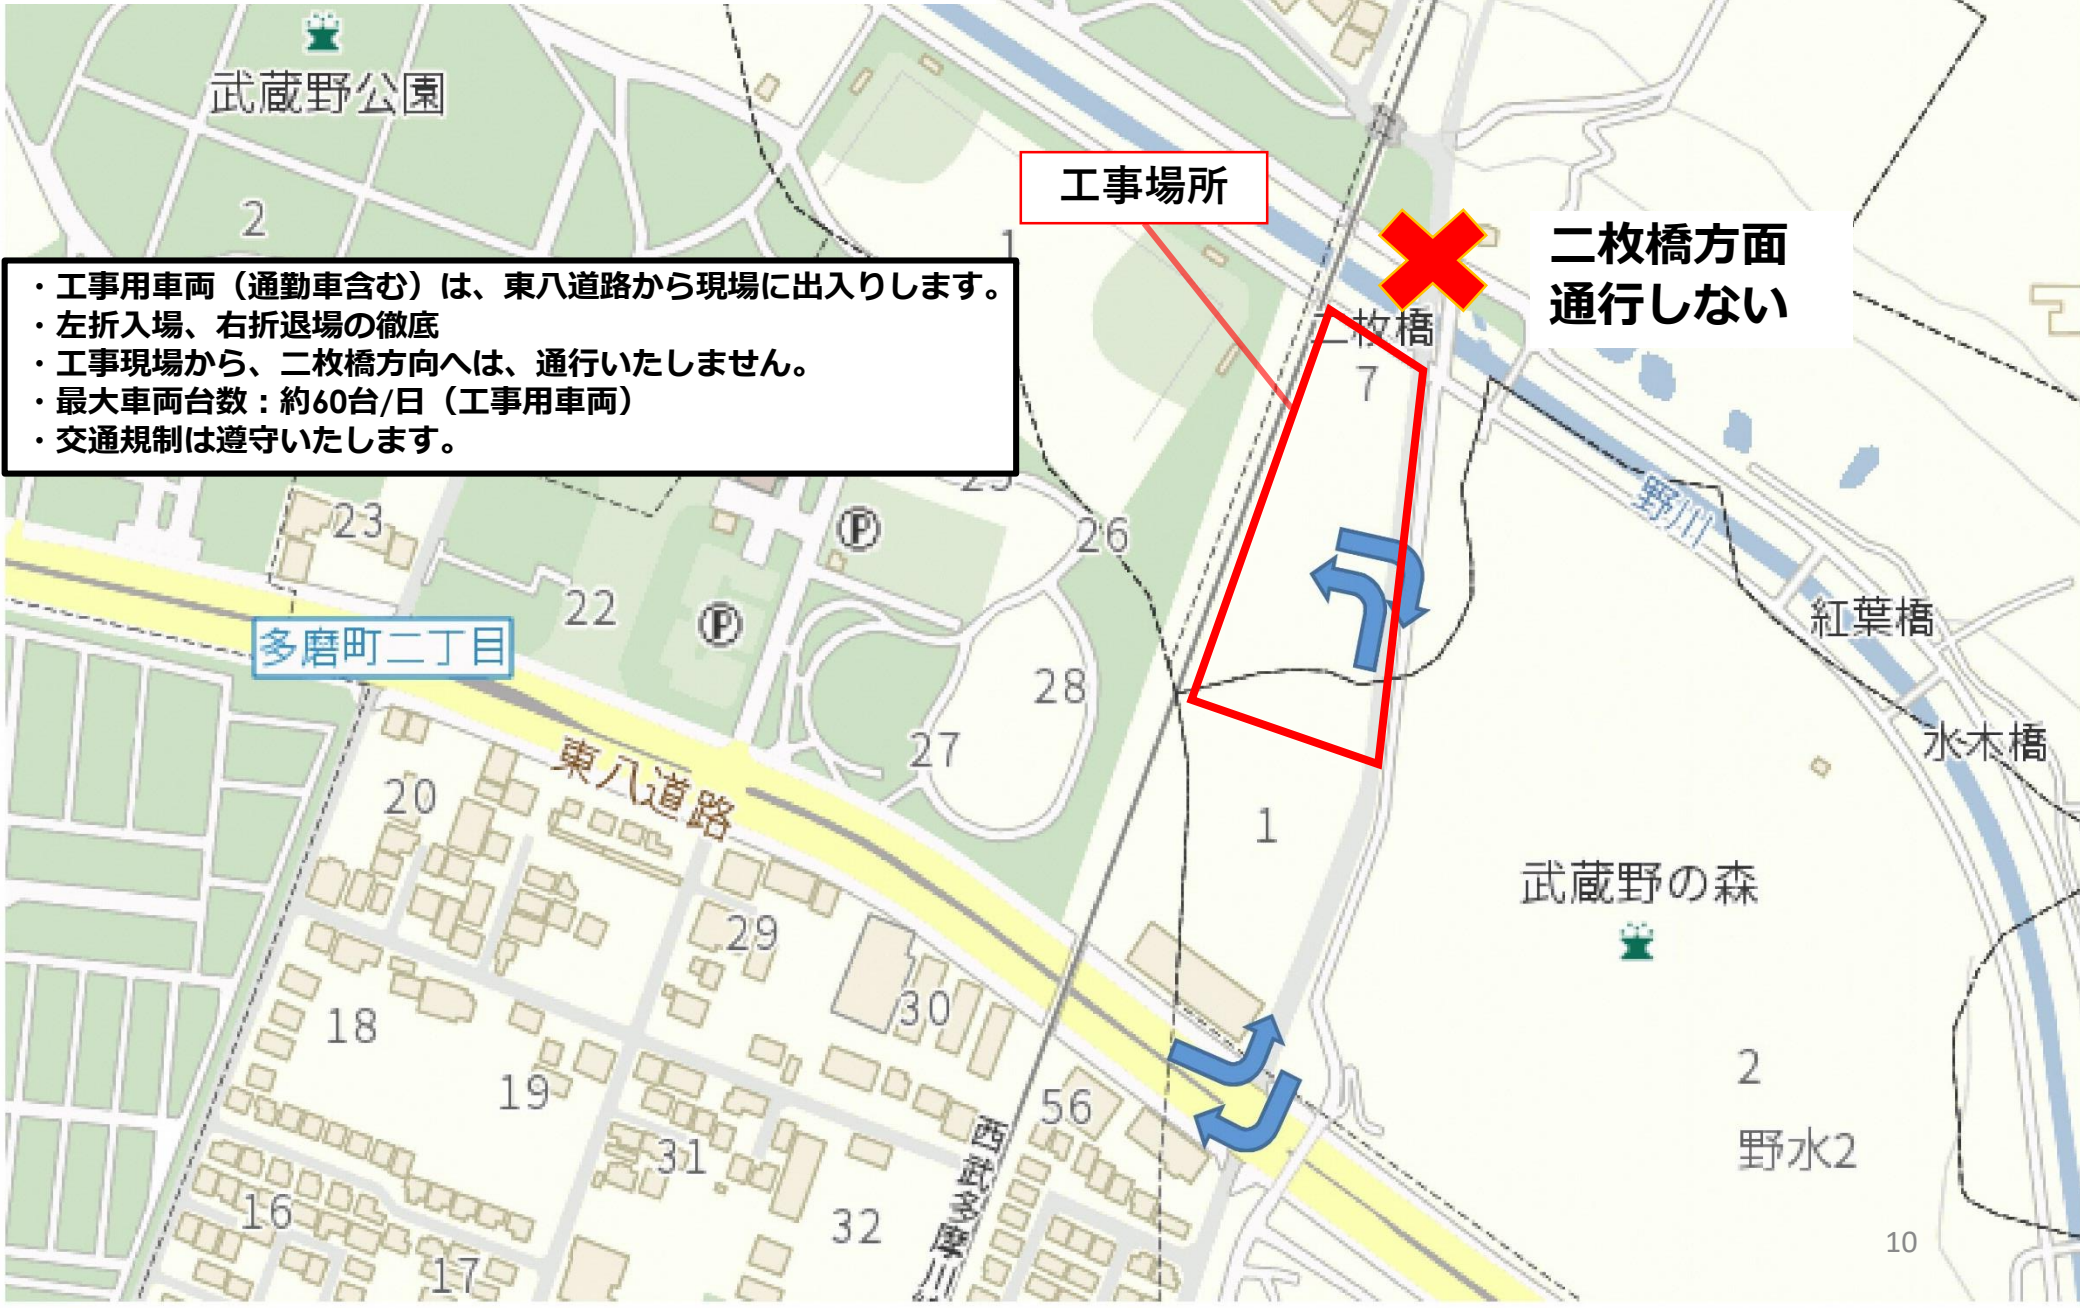 武蔵野公園
2
1
工事場所
二枚橋方面
通行しない
・工事用車両（通勤車含む）は、東八道路から現場に出入りします。
・左折入場、右折退場の徹底
・工事現場から、二枚橋方向へは、通行いたしません。
・最大車両台数：約60台/日（工事用車両）
・交通規制は遵守いたします。
二枚橋
7
25
23
P
26
野川
22
P
紅葉橋
多磨町二丁目
28
水木橋
27
東八道路
20
1
武蔵野の森
29
30
18
2
19
56
野水2
31
西武多摩川
16
32
17
10